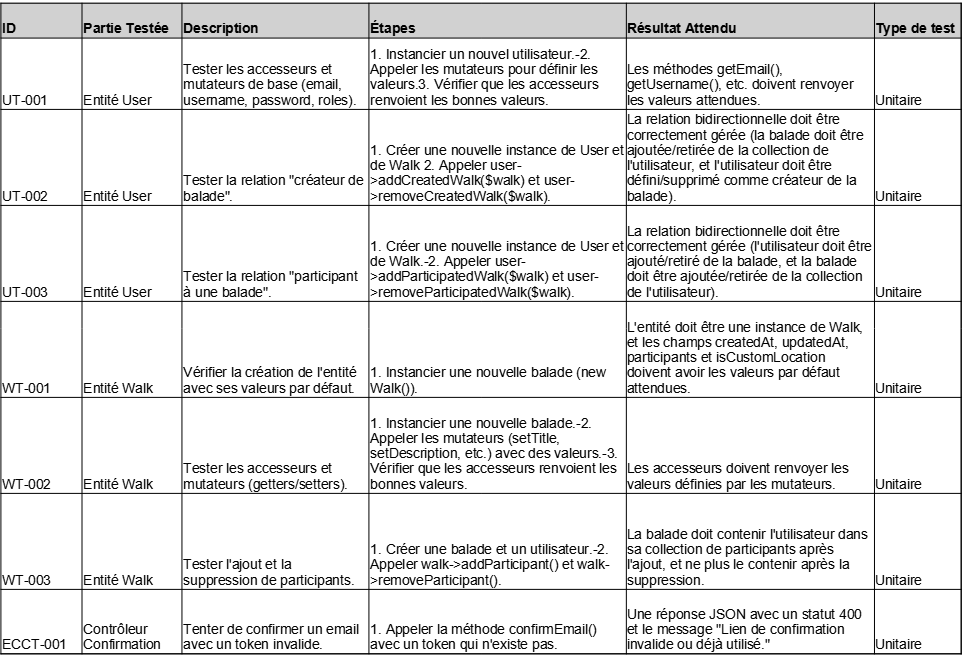 ID Partie Testée Description Étapes Résultat Attendu Type de test
UT-001
Entité User
Tester les accesseurs et
mutateurs de base (email,
username, password, roles).
1. Instancier un nouvel utilisateur.-2.
Appeler les mutateurs pour définir les
valeurs.3. Vérifier que les accesseurs
renvoient les bonnes valeurs.
Les méthodes getEmail(),
getUsername(), etc. doivent renvoyer
les valeurs attendues.
Unitaire
UT-002
Entité User
Tester la relation "créateur de
balade".
1. Créer une nouvelle instance de User et
de Walk 2. Appeler user-
>addCreatedWalk($walk) et user-
>removeCreatedWalk($walk).
La relation bidirectionnelle doit être
correctement gérée (la balade doit être
ajoutée/retirée de la collection de
l'utilisateur, et l'utilisateur doit être
défini/supprimé comme créateur de la
balade).
Unitaire
UT-003
Entité User
Tester la relation "participant
à une balade".
1. Créer une nouvelle instance de User et
de Walk.-2. Appeler user-
>addParticipatedWalk($walk) et user-
>removeParticipatedWalk($walk).
La relation bidirectionnelle doit être
correctement gérée (l'utilisateur doit être
ajouté/retiré de la balade, et la balade
doit être ajoutée/retirée de la collection
de l'utilisateur).
Unitaire
WT-001
Entité Walk
Vérifier la création de l'entité
avec ses valeurs par défaut.
1. Instancier une nouvelle balade (new
Walk()).
L'entité doit être une instance de Walk,
et les champs createdAt, updatedAt,
participants et isCustomLocation
doivent avoir les valeurs par défaut
attendues.
Unitaire
WT-002
Entité Walk
Tester les accesseurs et
mutateurs (getters/setters).
1. Instancier une nouvelle balade.-2.
Appeler les mutateurs (setTitle,
setDescription, etc.) avec des valeurs.-3.
Vérifier que les accesseurs renvoient les
bonnes valeurs.
Les accesseurs doivent renvoyer les
valeurs définies par les mutateurs.
Unitaire
WT-003
Entité Walk
Tester l'ajout et la
suppression de participants.
1. Créer une balade et un utilisateur.-2.
Appeler walk->addParticipant() et walk-
>removeParticipant().
La balade doit contenir l'utilisateur dans
sa collection de participants après
l'ajout, et ne plus le contenir après la
suppression.
Unitaire
ECCT-001
Contrôleur
Confirmation
Tenter de confirmer un email
avec un token invalide.
1. Appeler la méthode confirmEmail()
avec un token qui n'existe pas.
Une réponse JSON avec un statut 400
et le message "Lien de confirmation
invalide ou déjà utilisé."
Unitaire